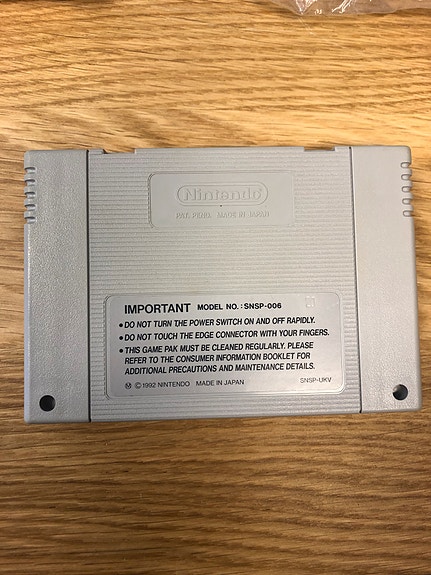 Nintendo
PAT. PEND. MADE IN JAPAN
IMPORTANT MODEL NO. : SNSP-006
● DO NOT TURN THE POWER SWITCH ON AND OFF RAPIDLY.
● DO NOT TOUCH THE EDGE CONNECTOR WITH YOUR FINGERS.
● THIS GAME PAK MUST BE CLEANED REGULARLY. PLEASE
REFER TO THE CONSUMER INFORMATION BOOKLET FOR
ADDITIONAL PRECAUTIONS AND MAINTENANCE DETAILS.
Ⓜ ©1992 NINTENDO MADE IN JAPAN SNSP-UKV